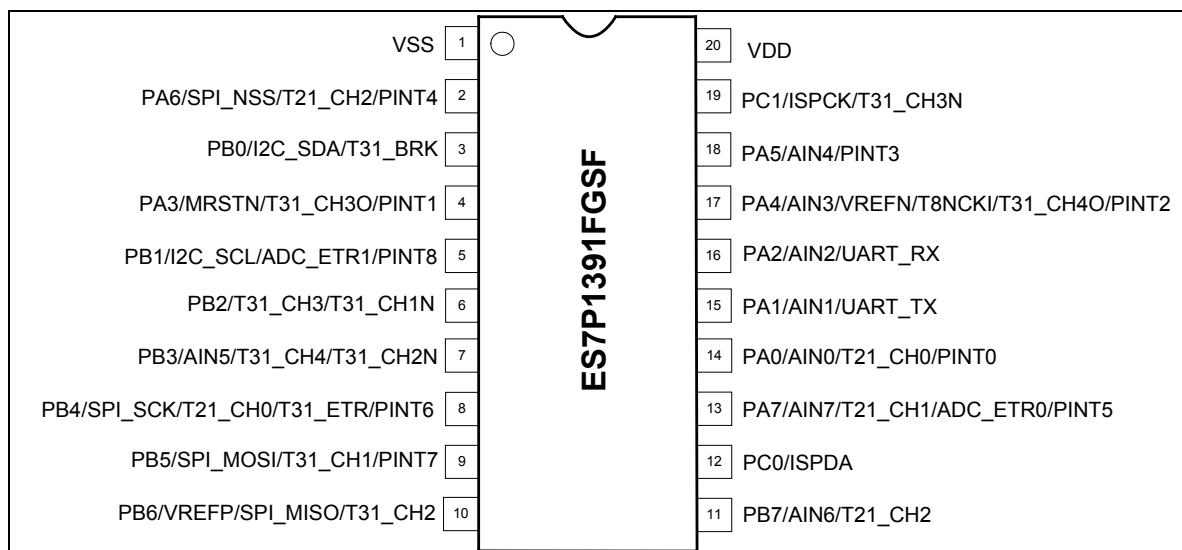 VSS 1
PA6/SPI_NSS/T21_CH2/PINT4 2
PB0/I2C_SDA/T31_BRK 3
PA3/MRSTN/T31_CH3O/PINT1 4
PB1/I2C_SCL/ADC_ETR1/PINT8 5
PB2/T31_CH3/T31_CH1N 6
PB3/AIN5/T31_CH4/T31_CH2N 7
PB4/SPI_SCK/T21_CH0/T31_ETR/PINT6 8
PB5/SPI_MOSI/T31_CH1/PINT7 9
PB6/VREFP/SPI_MISO/T31_CH2 10
ES7P1391FGSF
20 VDD
19 PC1/ISPCK/T31_CH3N
18 PA5/AIN4/PINT3
17 PA4/AIN3/VREFN/T8NCKI/T31_CH4O/PINT2
16 PA2/AIN2/UART_RX
15 PA1/AIN1/UART_TX
14 PA0/AIN0/T21_CH0/PINT0
13 PA7/AIN7/T21_CH1/ADC_ETR0/PINT5
12 PC0/ISPDA
11 PB7/AIN6/T21_CH2